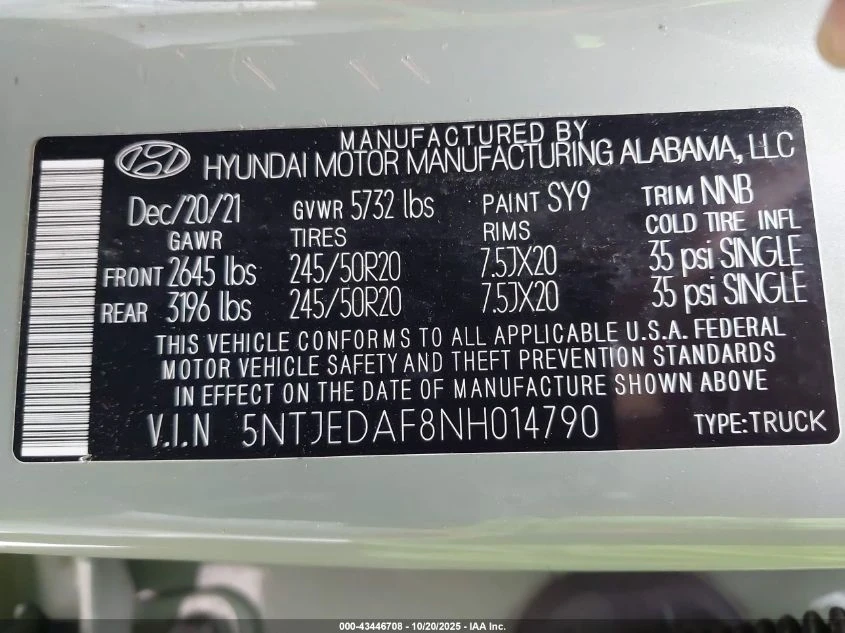 MANUFACTURED BY
HYUNDAI MOTOR MANUFACTURING ALABAMA, LLC
Dec/20/21 GVWR 5732 lbs PAINT SY9 TRIM NNB
GAWR TIRES RIMS COLD TIRE INFL
FRONT 2645 lbs 245/50R20 7.5JX20 35 psi SINGLE
REAR 3196 lbs 245/50R20 7.5JX20 35 psi SINGLE
THIS VEHICLE CONFORMS TO ALL APPLICABLE U.S.A. FEDERAL
MOTOR VEHICLE SAFETY AND THEFT PREVENTION STANDARDS
IN EFFECT ON THE DATE OF MANUFACTURE SHOWN ABOVE
V.I.N 5NTJEDAF8NH014790 TYPE:TRUCK
000-43446708 - 10/20/2025 - IAA Inc.